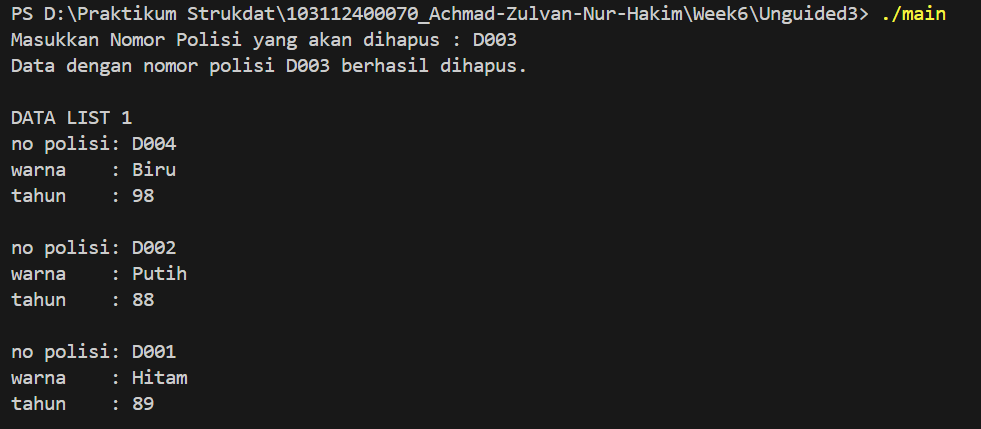 PS D:\Praktikum Strukdat\103112400070_Achmad-Zulvan-Nur-Hakim\Week6\Unguided3> ./main
Masukkan Nomor Polisi yang akan dihapus : D003
Data dengan nomor polisi D003 berhasil dihapus.

DATA LIST 1
no polisi: D004
warna    : Biru
tahun    : 98

no polisi: D002
warna    : Putih
tahun    : 88

no polisi: D001
warna    : Hitam
tahun    : 89